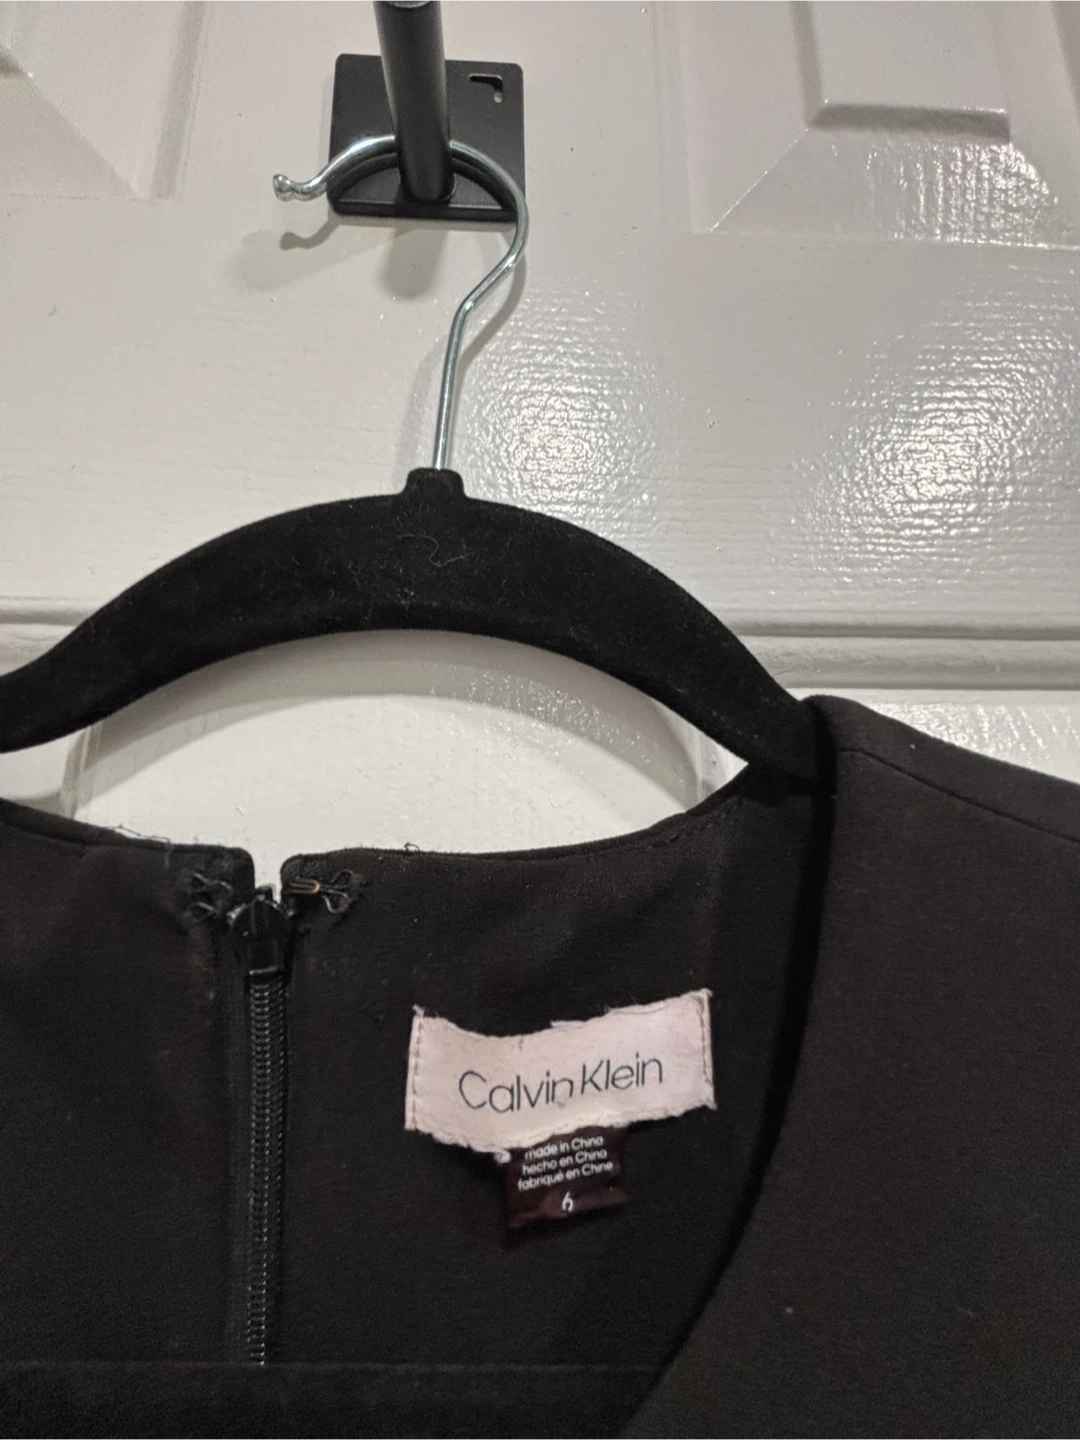 Calvin Klein
made in China
hecho en China
fabriqué en Chine
6